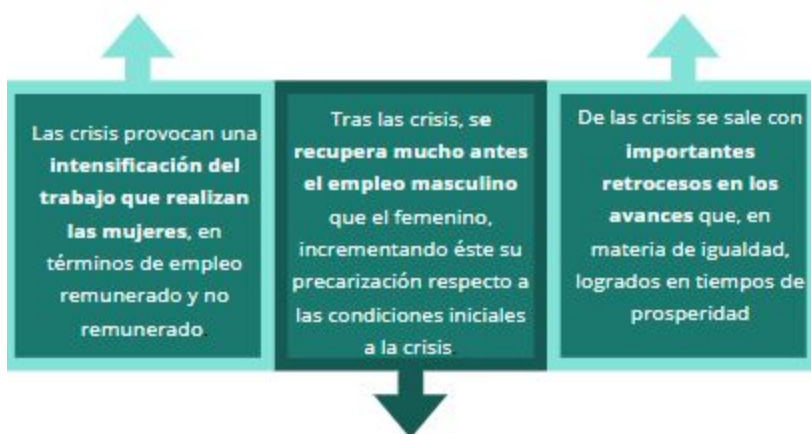 Las crisis provocan una
intensificación del
trabajo que realizan
las mujeres, en
términos de empleo
remunerado y no
remunerado.
Tras las crisis, se
recupera mucho antes
el empleo masculino
que el femenino,
incrementando éste su
precarización respecto a
las condiciones iniciales
a la crisis.
De las crisis se sale con
importantes
retrocesos en los
avances que, en
materia de igualdad,
logrados en tiempos de
prosperidad